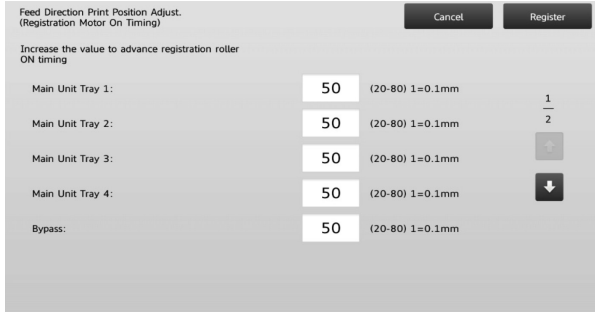 Feed Direction Print Position Adjust.
(Registration Motor On Timing)
Cancel
Register
Increase the value to advance registration roller
ON timing
Main Unit Tray 1: 50 (20-80) 1=0.1mm
Main Unit Tray 2: 50 (20-80) 1=0.1mm
Main Unit Tray 3: 50 (20-80) 1=0.1mm
Main Unit Tray 4: 50 (20-80) 1=0.1mm
Bypass: 50 (20-80) 1=0.1mm
1
2